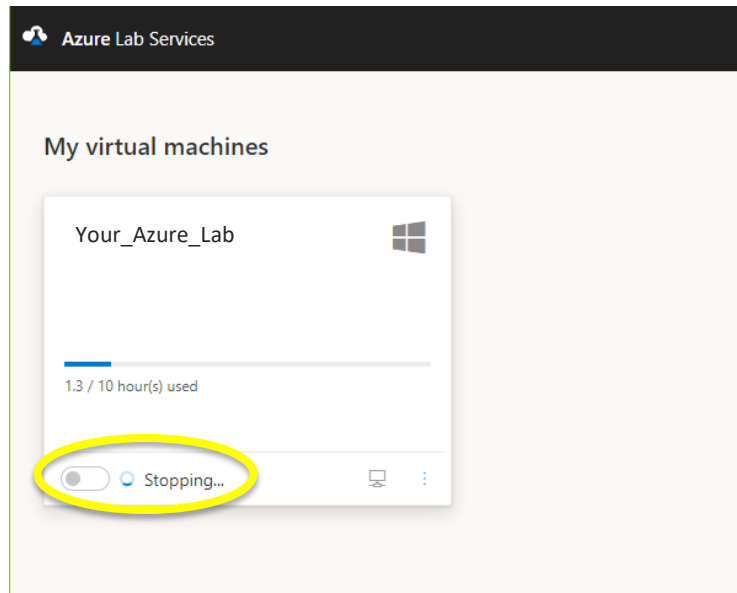 Azure Lab Services
My virtual machines
Your_Azure_Lab
1.3 / 10 hour(s) used
Stopping...